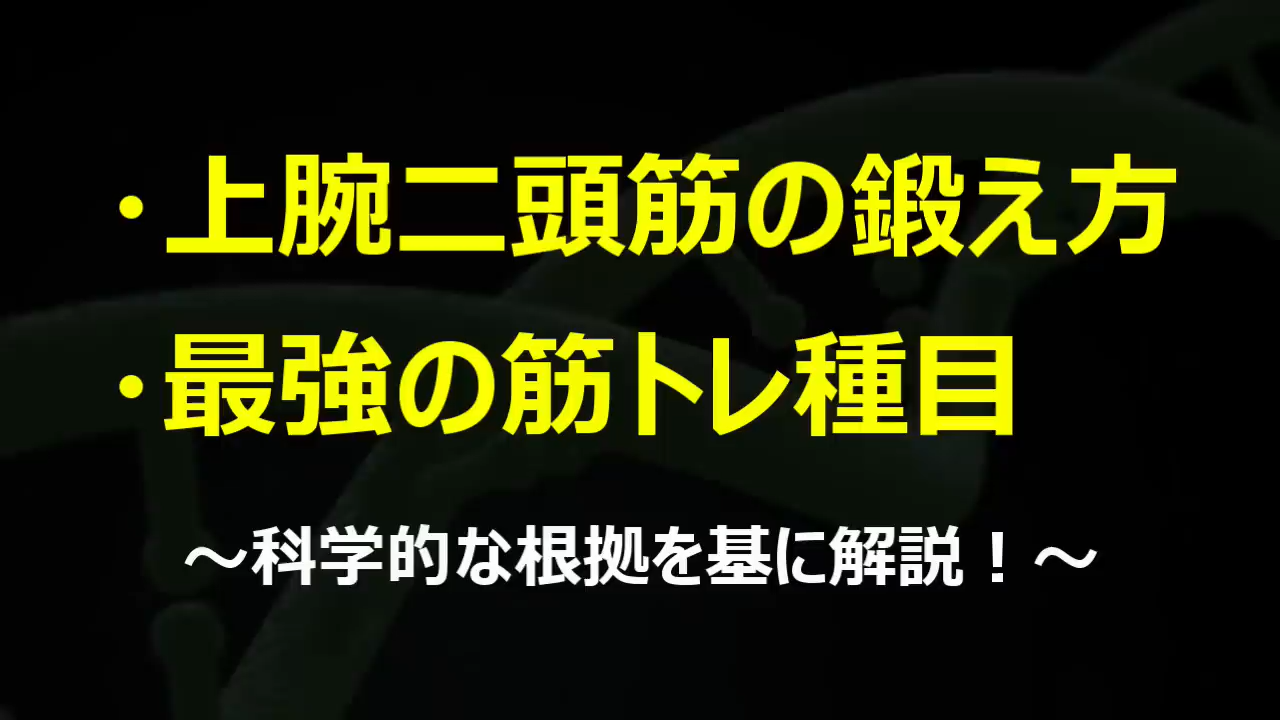 ・上腕二頭筋の鍛え方
・最強の筋トレ種目
～科学的な根拠を基に解説！～